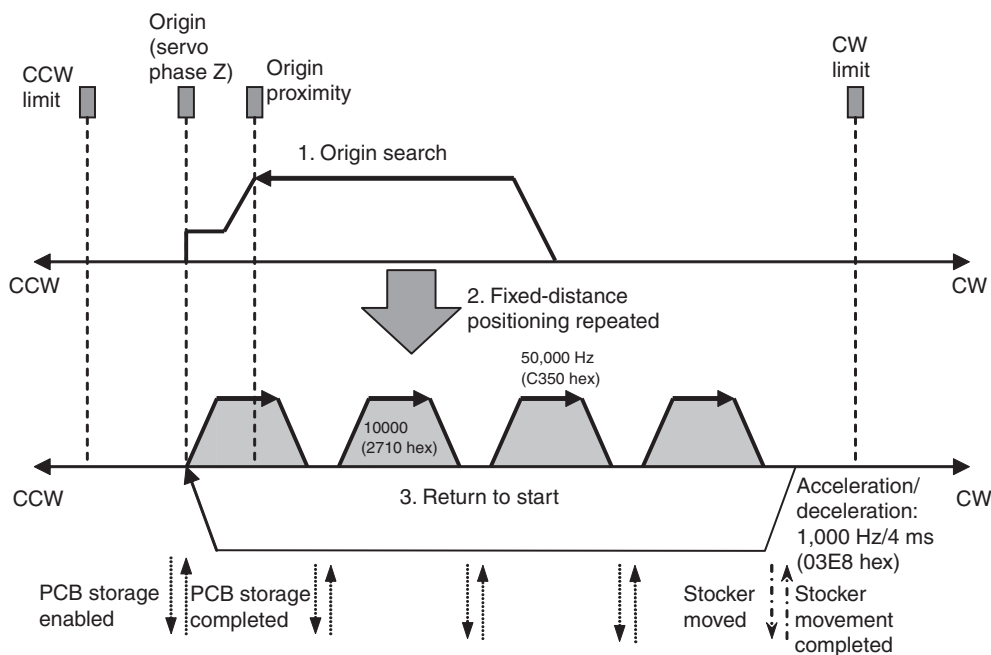 Origin
(servo
phase Z)
CCW
limit
Origin
proximity
CW
limit
1. Origin search
CCW
CW
2. Fixed-distance
positioning repeated
50,000 Hz
(C350 hex)
10000
(2710 hex)
CCW
3. Return to start
CW
Acceleration/
deceleration:
1,000 Hz/4 ms
(03E8 hex)
PCB storage
enabled
PCB storage
completed
Stocker
moved
Stocker
movement
completed